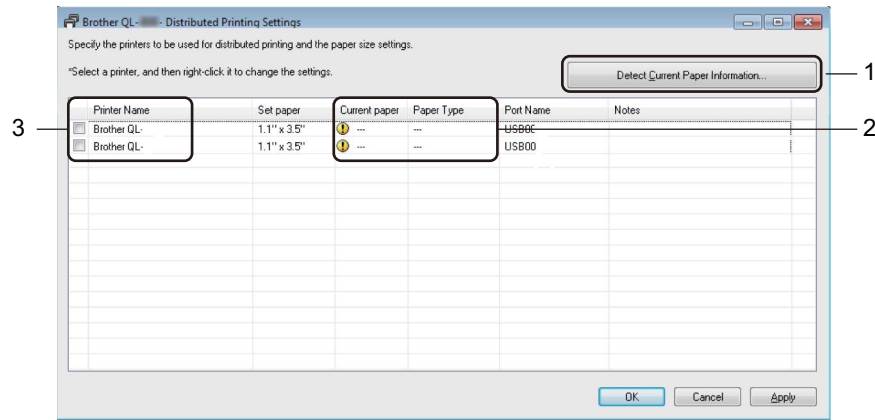 Brother QL- - Distributed Printing Settings
Specify the printers to be used for distributed printing and the paper size settings.
*Select a printer, and then right-click it to change the settings.
Detect Current Paper Information...
1
Printer Name Set paper Current paper Paper Type Port Name Notes
3
Brother QL- 1.1" x 3.5" --- ---
2
Brother QL- 1.1" x 3.5" --- --- USB00
OK Cancel Apply